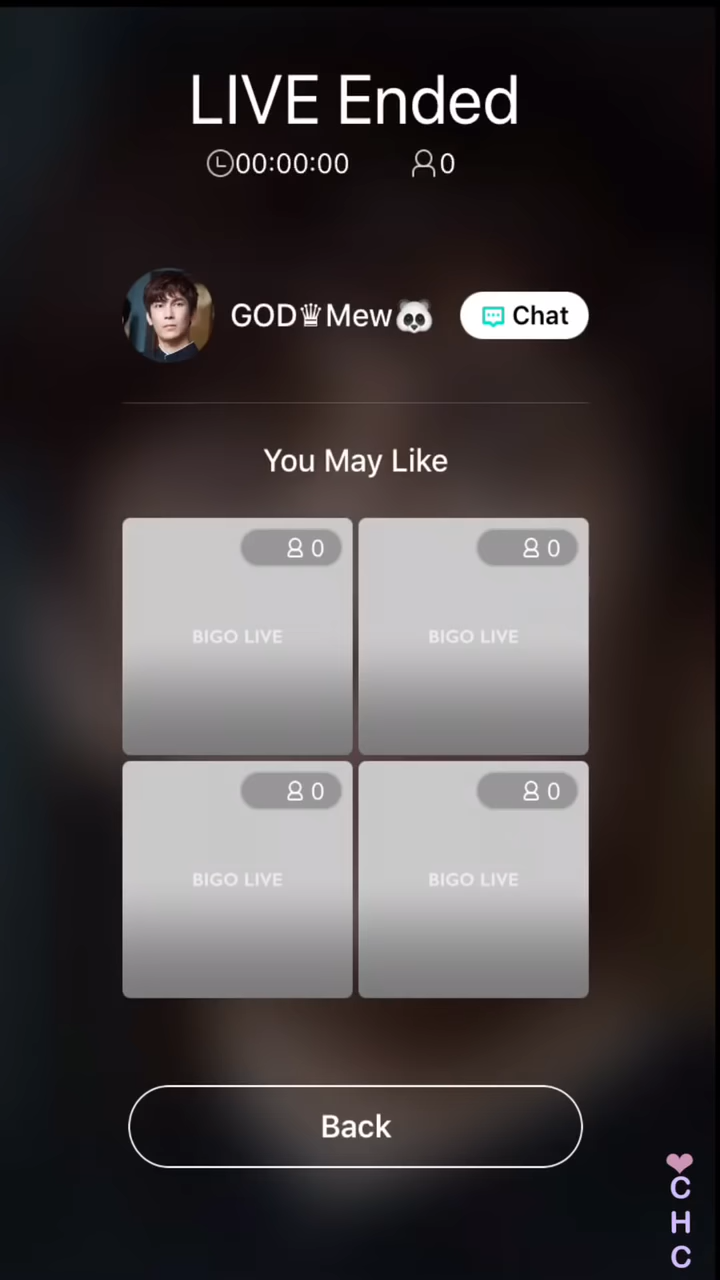 LIVE Ended
00:00:00 0
GOD♛Mew🐼 Chat
You May Like
0 0
BIGO LIVE BIGO LIVE
0 0
BIGO LIVE BIGO LIVE
Back
❤
C
H
C